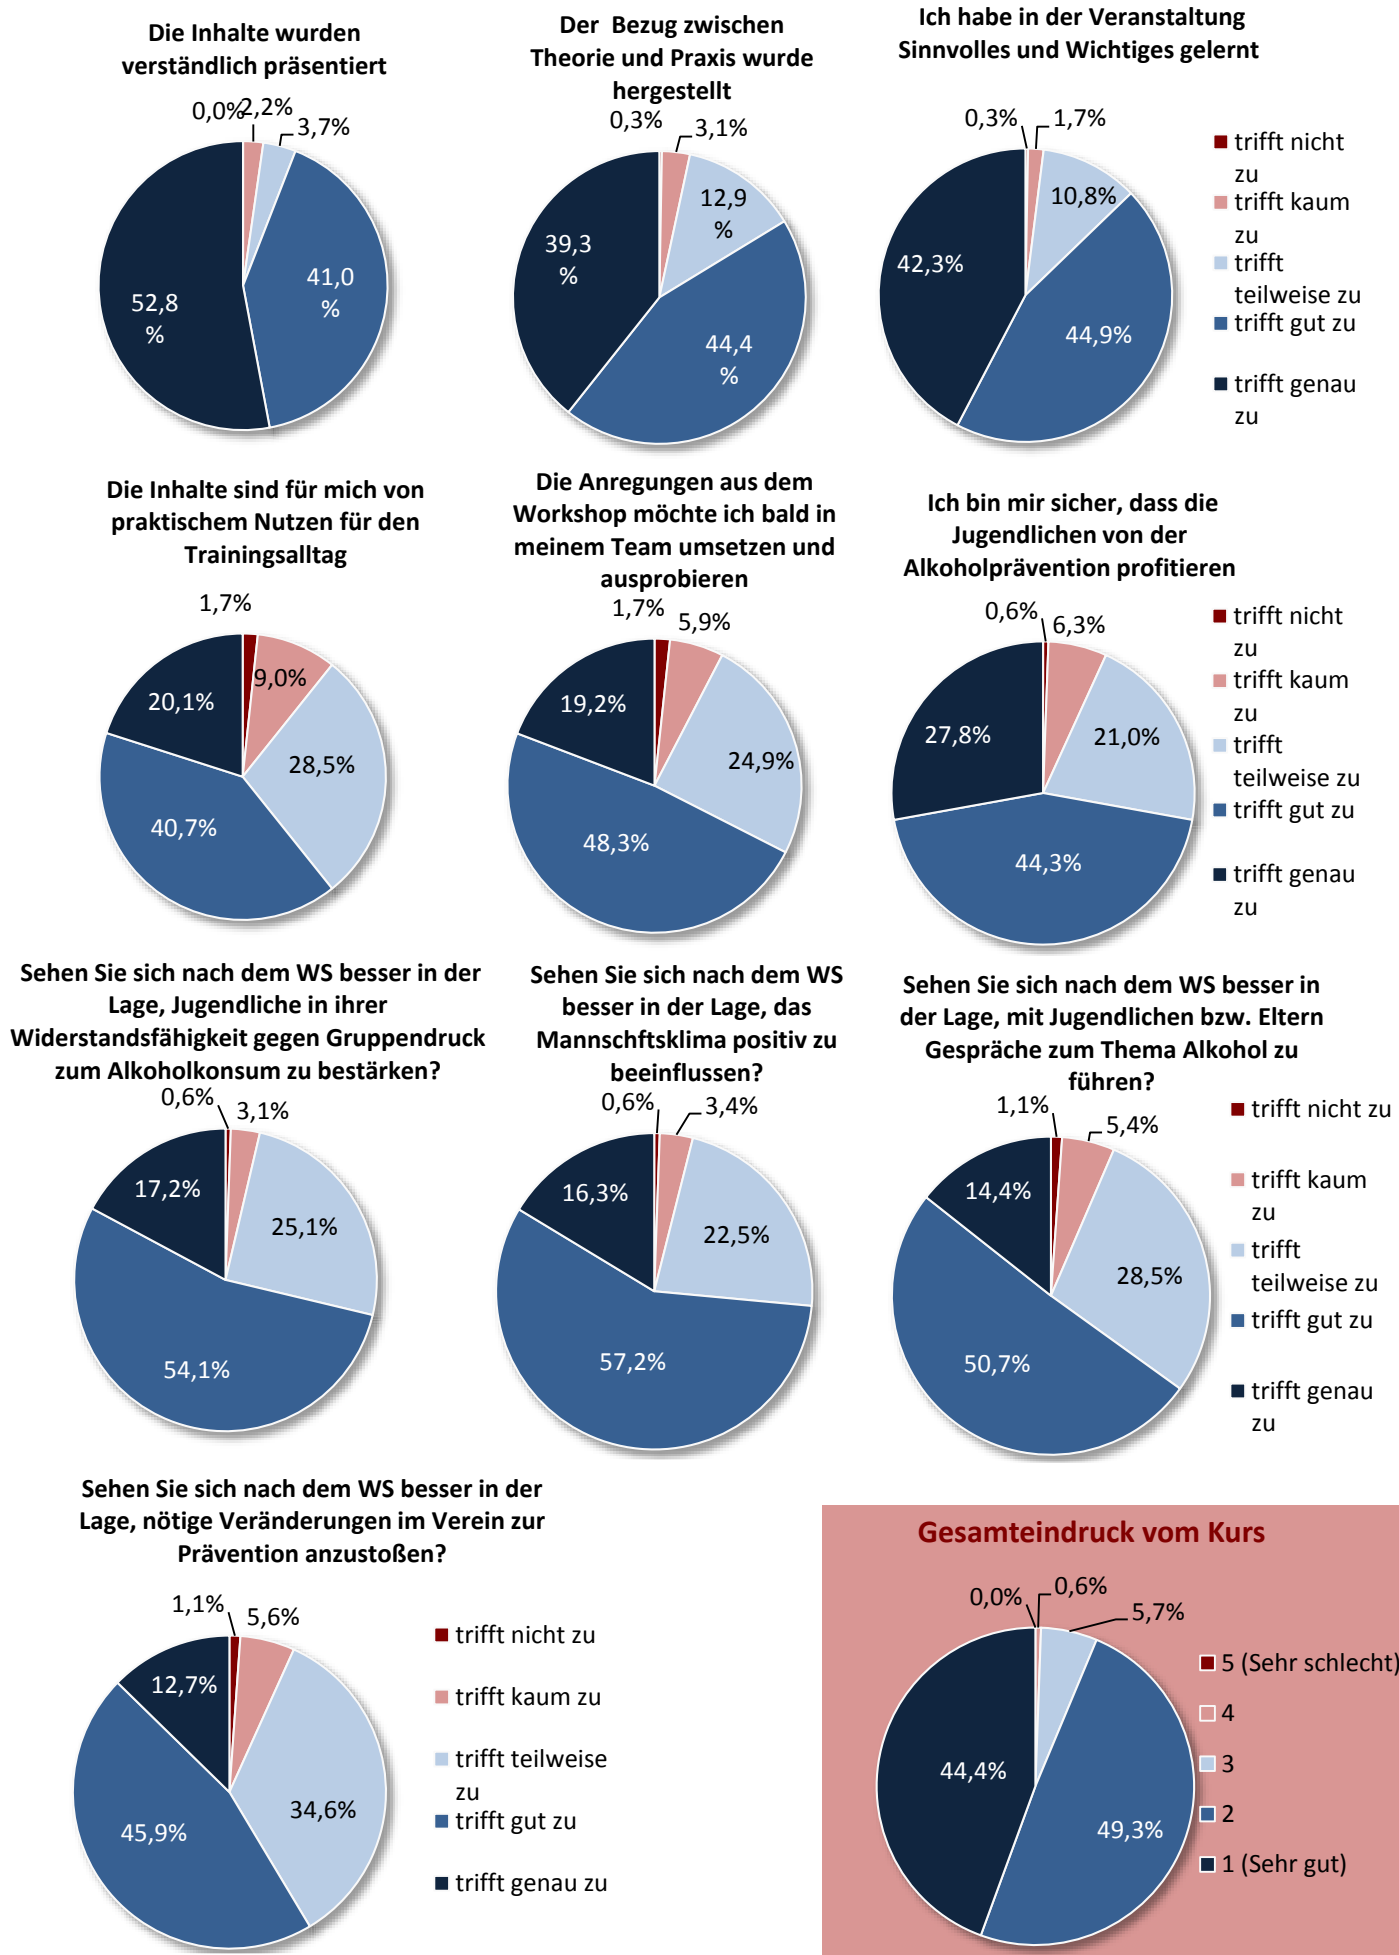 Die Inhalte wurden
verständlich präsentiert
0,0%
2,2%
3,7%
41,0
%
52,8
%
Der Bezug zwischen
Theorie und Praxis wurde
hergestellt
0,3%
3,1%
12,9
%
44,4
%
39,3
%
Ich habe in der Veranstaltung
Sinnvolles und Wichtiges gelernt
0,3%
1,7%
10,8%
44,9%
42,3%
trifft nicht
zu
trifft kaum
zu
trifft
teilweise zu
trifft gut zu
trifft genau
zu
Die Inhalte sind für mich von
praktischem Nutzen für den
Trainingsalltag
1,7%
9,0%
28,5%
40,7%
20,1%
Die Anregungen aus dem
Workshop möchte ich bald in
meinem Team umsetzen und
ausprobieren
1,7%
5,9%
24,9%
48,3%
19,2%
Ich bin mir sicher, dass die
Jugendlichen von der
Alkoholprävention profitieren
0,6%
6,3%
21,0%
44,3%
27,8%
trifft nicht
zu
trifft kaum
zu
trifft
teilweise zu
trifft gut zu
trifft genau
zu
Sehen Sie sich nach dem WS besser in der
Lage, Jugendliche in ihrer
Widerstandsfähigkeit gegen Gruppendruck
zum Alkoholkonsum zu bestärken?
0,6%
3,1%
25,1%
54,1%
17,2%
Sehen Sie sich nach dem WS
besser in der Lage, das
Mannschftsklima positiv zu
beeinflussen?
0,6%
3,4%
22,5%
57,2%
16,3%
Sehen Sie sich nach dem WS besser in
der Lage, mit Jugendlichen bzw. Eltern
Gespräche zum Thema Alkohol zu
führen?
1,1%
5,4%
28,5%
50,7%
14,4%
trifft nicht zu
trifft kaum
zu
trifft
teilweise zu
trifft gut zu
trifft genau
zu
Sehen Sie sich nach dem WS besser in der
Lage, nötige Veränderungen im Verein zur
Prävention anzustoßen?
1,1%
5,6%
34,6%
45,9%
12,7%
trifft nicht zu
trifft kaum zu
trifft teilweise
zu
trifft gut zu
trifft genau zu
Gesamteindruck vom Kurs
0,0%
0,6%
5,7%
49,3%
44,4%
5 (Sehr schlecht)
4
3
2
1 (Sehr gut)